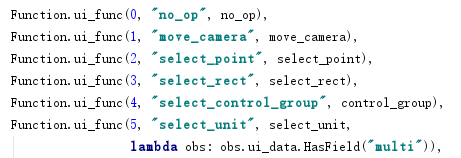 Function.ui_func(0, "no_op", no_op),
Function.ui_func(1, "move_camera", move_camera),
Function.ui_func(2, "select_point", select_point),
Function.ui_func(3, "select_rect", select_rect),
Function.ui_func(4, "select_control_group", control_group),
Function.ui_func(5, "select_unit", select_unit,
                 lambda obs: obs.ui_data.HasField("multi")),